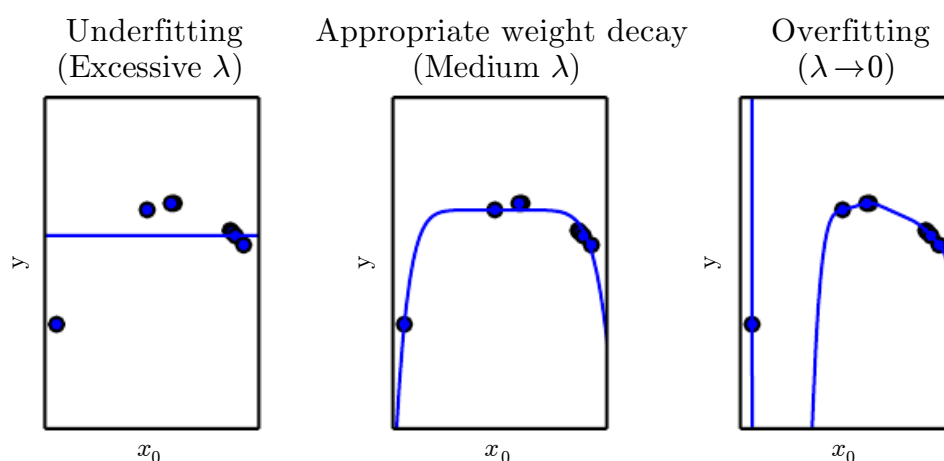 Underfitting
(Excessive λ)
Appropriate weight decay
(Medium λ)
Overfitting
(λ→0)
y
x₀
y
x₀
y
x₀